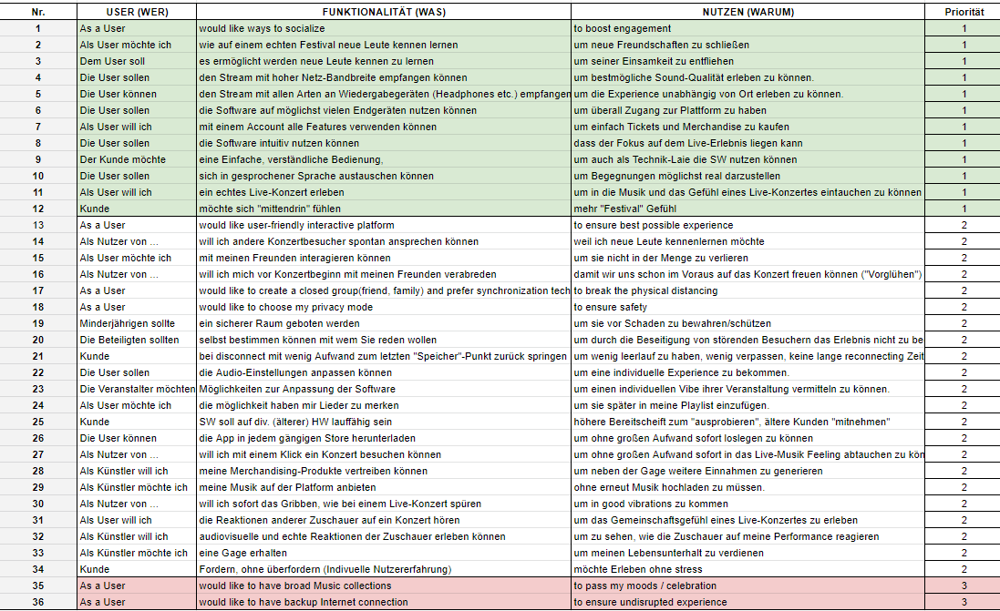 Nr. USER (WER) FUNKTIONALITÄT (WAS) NUTZEN (WARUM) Priorität
1 As a User would like ways to socialize to boost engagement 1
2 Als User möchte ich wie auf einem echten Festival neue Leute kennen lernen um neue Freundschaften zu schließen 1
3 Dem User soll es ermöglicht werden neue Leute kennen zu lernen um seiner Einsamkeit zu entfliehen 1
4 Die User sollen den Stream mit hoher Netz-Bandbreite empfangen können um bestmögliche Sound-Qualität erleben zu können. 1
5 Die User können den Stream mit allen Arten an Wiedergabegeräten (Headphones etc.) empfangen um die Experience unabhängig von Ort erleben zu können. 1
6 Die User sollen die Software auf möglichst vielen Endgeräten nutzen können um überall Zugang zur Plattform zu haben 1
7 Als User will ich mit einem Account alle Features verwenden können um einfach Tickets und Merchandise zu kaufen 1
8 Die User sollen die Software intuitiv nutzen können dass der Fokus auf dem Live-Erlebnis liegen kann 1
9 Der Kunde möchte eine Einfache, verständliche Bedienung, um auch als Technik-Laie die SW nutzen können 1
10 Die User sollen sich in gesprochener Sprache austauschen können um Begegnungen möglichst real darzustellen 1
11 Als User will ich ein echtes Live-Konzert erleben um in die Musik und das Gefühl eines Live-Konzertes eintauchen zu können 1
12 Kunde möchte sich "mittendrin" fühlen mehr "Festival" Gefühl 1
13 As a User would like user-friendly interactive platform to ensure best possible experience 2
14 Als Nutzer von ... will ich andere Konzertbesucher spontan ansprechen können weil ich neue Leute kennenlernen möchte 2
15 Als User möchte ich mit meinen Freunden interagieren können um sie nicht in der Menge zu verlieren 2
16 Als Nutzer von ... will ich mich vor Konzertbeginn mit meinen Freunden verabreden damit wir uns schon im Voraus auf das Konzert freuen können ("Vorglühen") 2
17 As a User would like to create a closed group(friend, family) and prefer synchronization tech to break the physical distancing 2
18 As a User would like to choose my privacy mode to ensure safety 2
19 Minderjährigen sollte ein sicherer Raum geboten werden um sie vor Schaden zu bewahren/schützen 2
20 Die Beteiligten sollten selbst bestimmen können mit wem Sie reden wollen um durch die Beseitigung von störenden Besuchern das Erlebnis nicht zu be 2
21 Kunde bei disconnect mit wenig Aufwand zum letzten "Speicher"-Punkt zurück springen um wenig leerlauf zu haben, wenig verpassen, keine lange reconnecting Zeit 2
22 Die User sollen die Audio-Einstellungen anpassen können um eine individuelle Experience zu bekommen. 2
23 Die Veranstalter möchten Möglichkeiten zur Anpassung der Software um einen individuellen Vibe ihrer Veranstaltung vermitteln zu können. 2
24 Als User möchte ich die möglichkeit haben mir Lieder zu merken um sie später in meine Playlist einzufügen. 2
25 Kunde SW soll auf div. (älterer) HW lauffähig sein höhere Bereitscheift zum "ausprobieren", ältere Kunden "mitnehmen" 2
26 Die User können die App in jedem gängigen Store herunterladen um ohne großen Aufwand sofort loslegen zu können 2
27 Als Nutzer von ... will ich mit einem Klick ein Konzert besuchen können um ohne großen Aufwand sofort in das Live-Musik Feeling abtauchen zu kön 2
28 Als Künstler will ich meine Merchandising-Produkte vertreiben können um neben der Gage weitere Einnahmen zu generieren 2
29 Als Künstler möchte ich meine Musik auf der Platform anbieten ohne erneut Musik hochladen zu müssen. 2
30 Als Nutzer von ... will ich sofort das Gribben, wie bei einem Live-Konzert spüren um in good vibrations zu kommen 2
31 Als User will ich die Reaktionen anderer Zuschauer auf ein Konzert hören um das Gemeinschaftsgefühl eines Live-Konzertes zu erleben 2
32 Als Künstler will ich audiovisuelle und echte Reaktionen der Zuschauer erleben können um zu sehen, wie die Zuschauer auf meine Performance reagieren 2
33 Als Künstler möchte ich eine Gage erhalten um meinen Lebensunterhalt zu verdienen 2
34 Kunde Fordern, ohne überfordern (Indivuelle Nutzererfahrung) möchte Erleben ohne stress 2
35 As a User would like to have broad Music collections to pass my moods / celebration 3
36 As a User would like to have backup Internet connection to ensure undisrupted experience 3